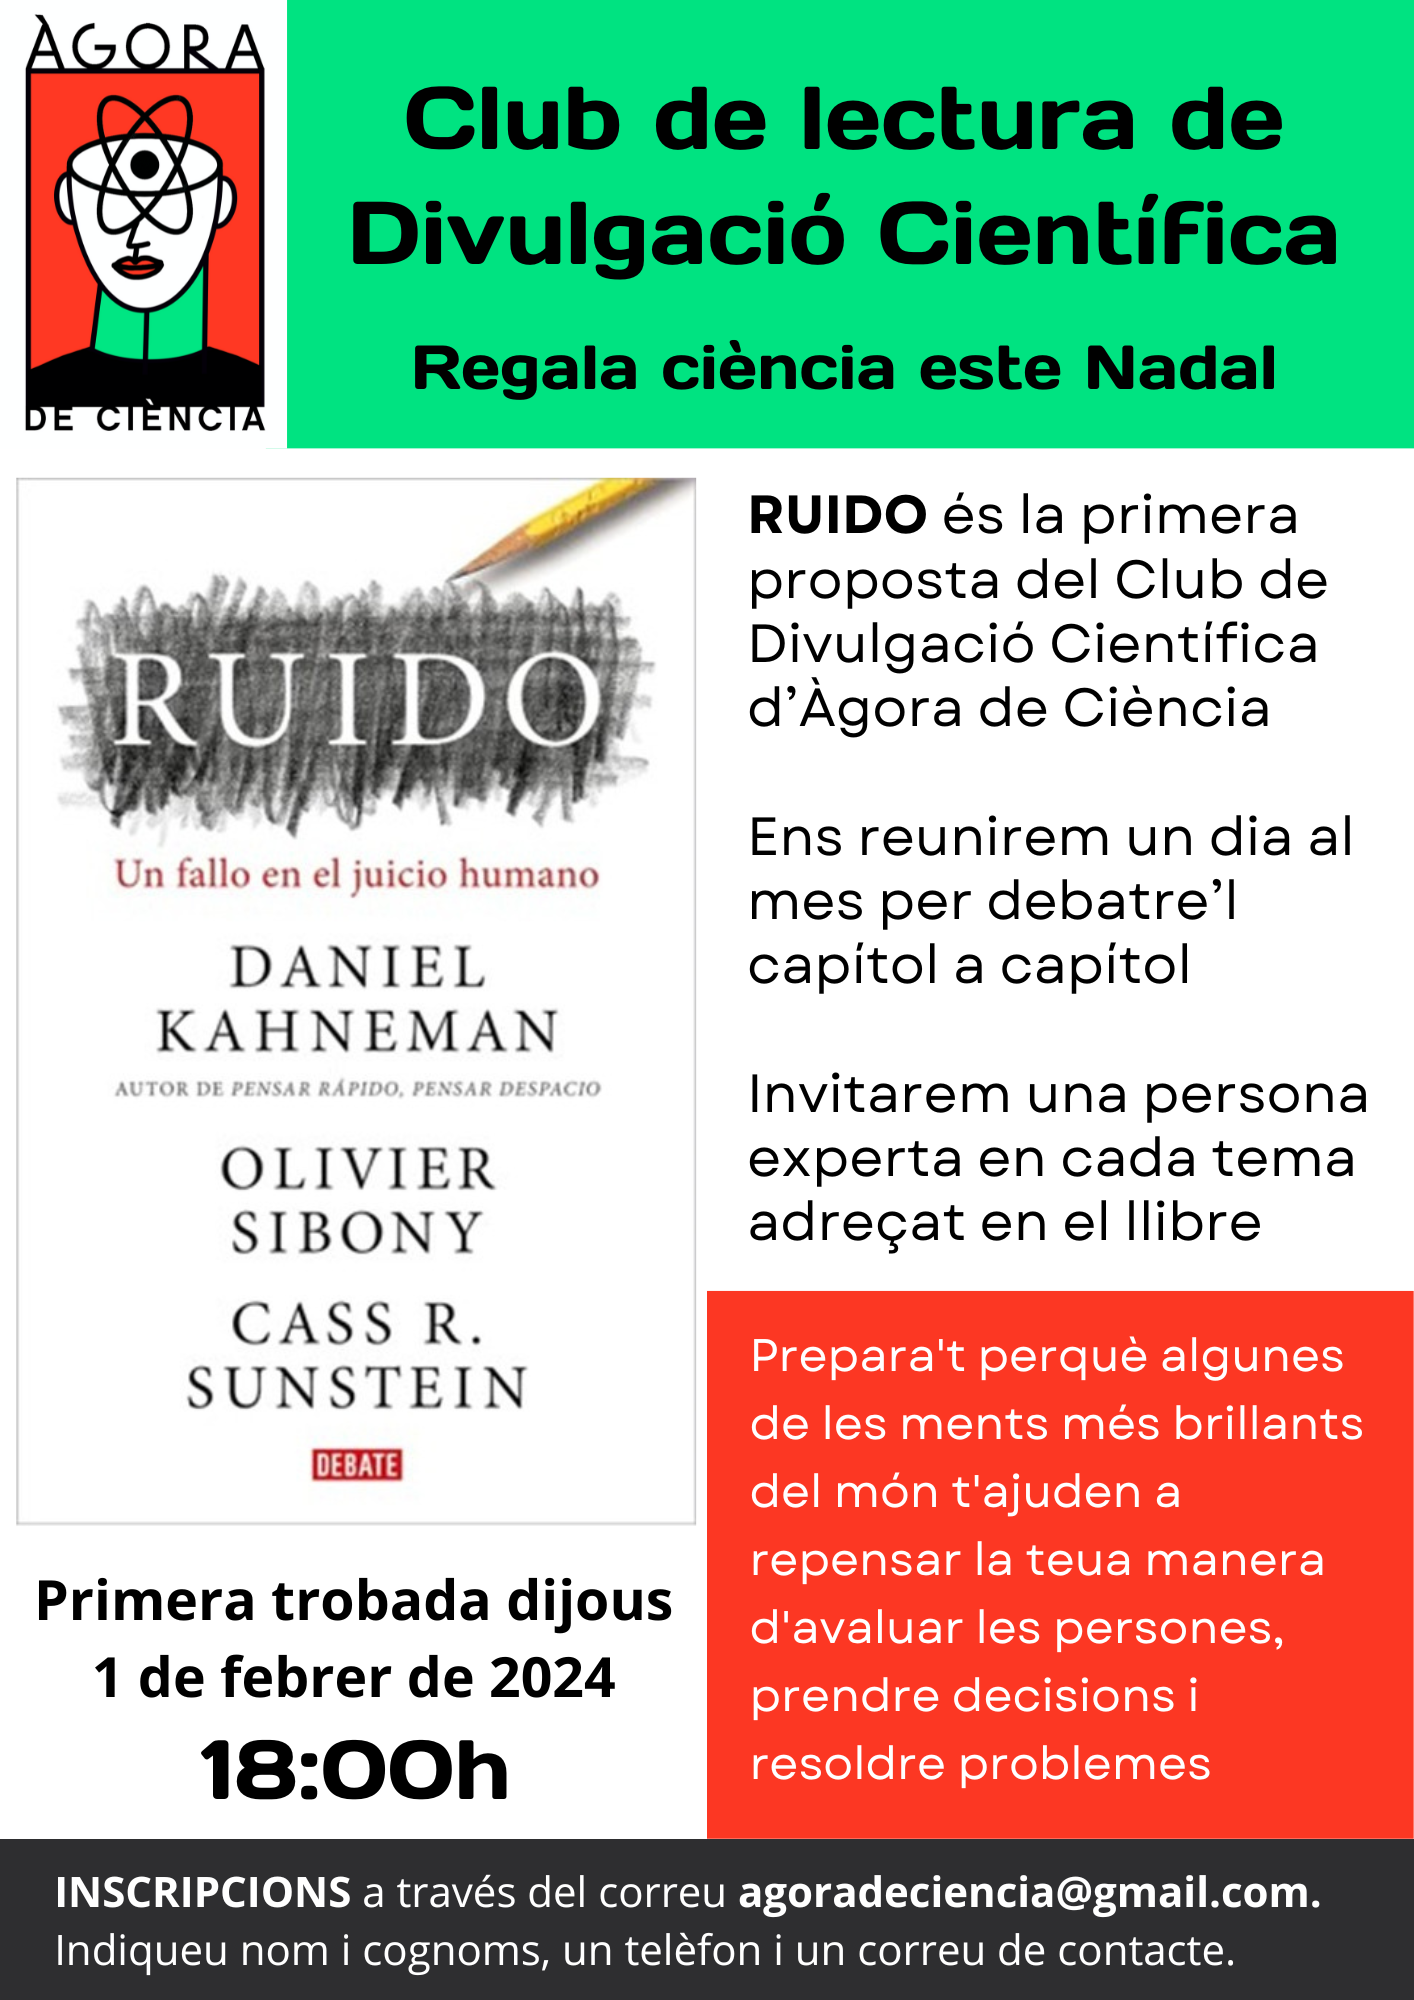 ÀGORA
DE CIÈNCIA
Club de lectura de
Divulgació Científica
Regala ciència este Nadal
RUIDO
Un fallo en el juicio humano
DANIEL
KAHNEMAN
AUTOR DE PENSAR RÁPIDO, PENSAR DESPACIO
OLIVIER
SIBONY
CASS R.
SUNSTEIN
DEBATE
RUIDO és la primera
proposta del Club de
Divulgació Científica
d’Àgora de Ciència
Ens reunirem un dia al
mes per debatre’l
capítol a capítol
Invitarem una persona
experta en cada tema
adreçat en el llibre
Prepara't perquè algunes
de les ments més brillants
del món t'ajuden a
repensar la teua manera
d'avaluar les persones,
prendre decisions i
resoldre problemes
Primera trobada dijous
1 de febrer de 2024
18:00h
INSCRIPCIONS a través del correu agoradeciencia@gmail.com.
Indiqueu nom i cognoms, un telèfon i un correu de contacte.